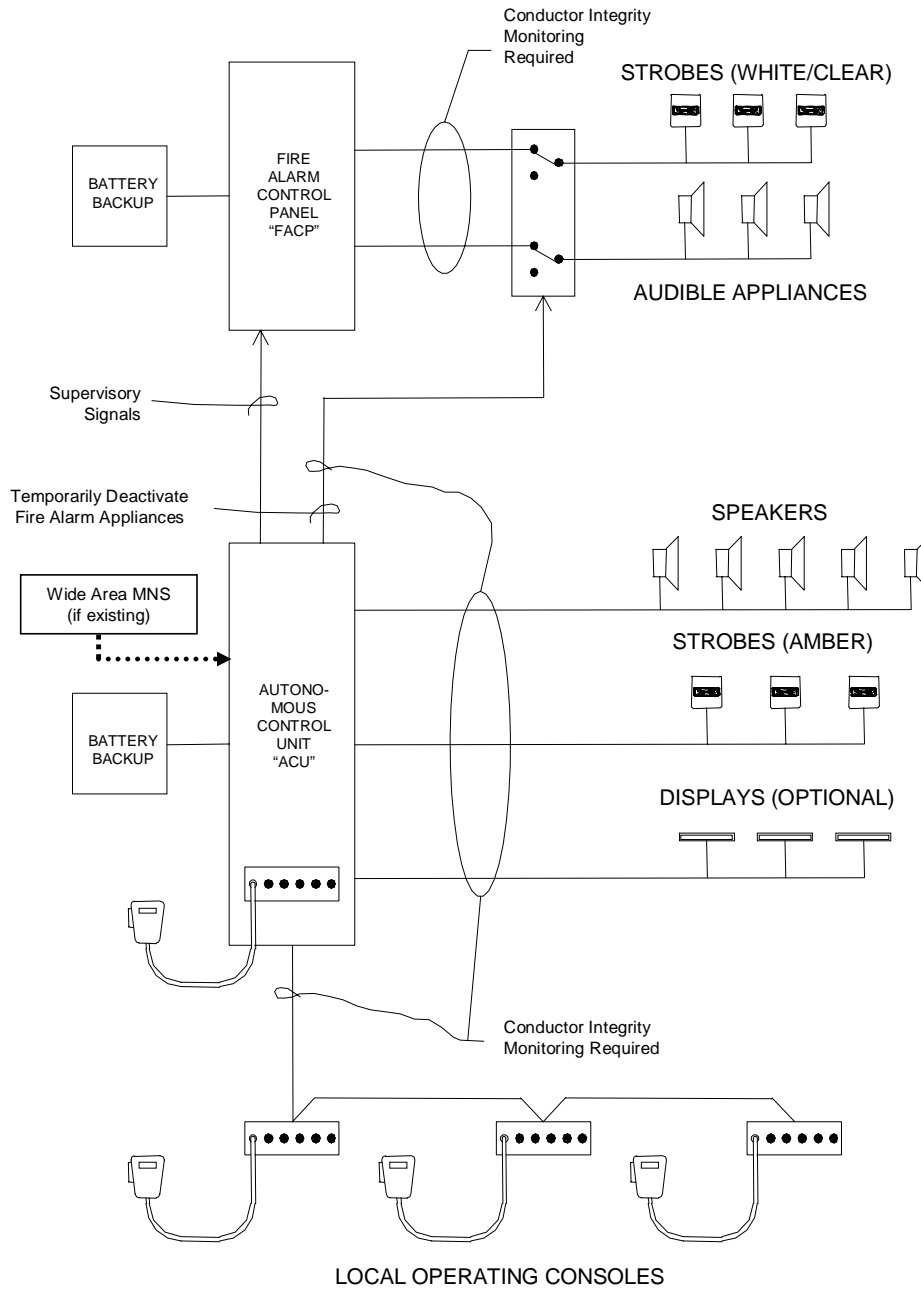 Conductor Integrity
Monitoring
Required
STROBES (WHITE/CLEAR)
BATTERY
BACKUP
FIRE
ALARM
CONTROL
PANEL
“FACP”
AUDIBLE APPLIANCES
Supervisory
Signals
Temporarily Deactivate
Fire Alarm Appliances
SPEAKERS
Wide Area MNS
(if existing)
STROBES (AMBER)
AUTONO-
MOUS
CONTROL
UNIT
“ACU”
BATTERY
BACKUP
DISPLAYS (OPTIONAL)
Conductor Integrity
Monitoring Required
LOCAL OPERATING CONSOLES